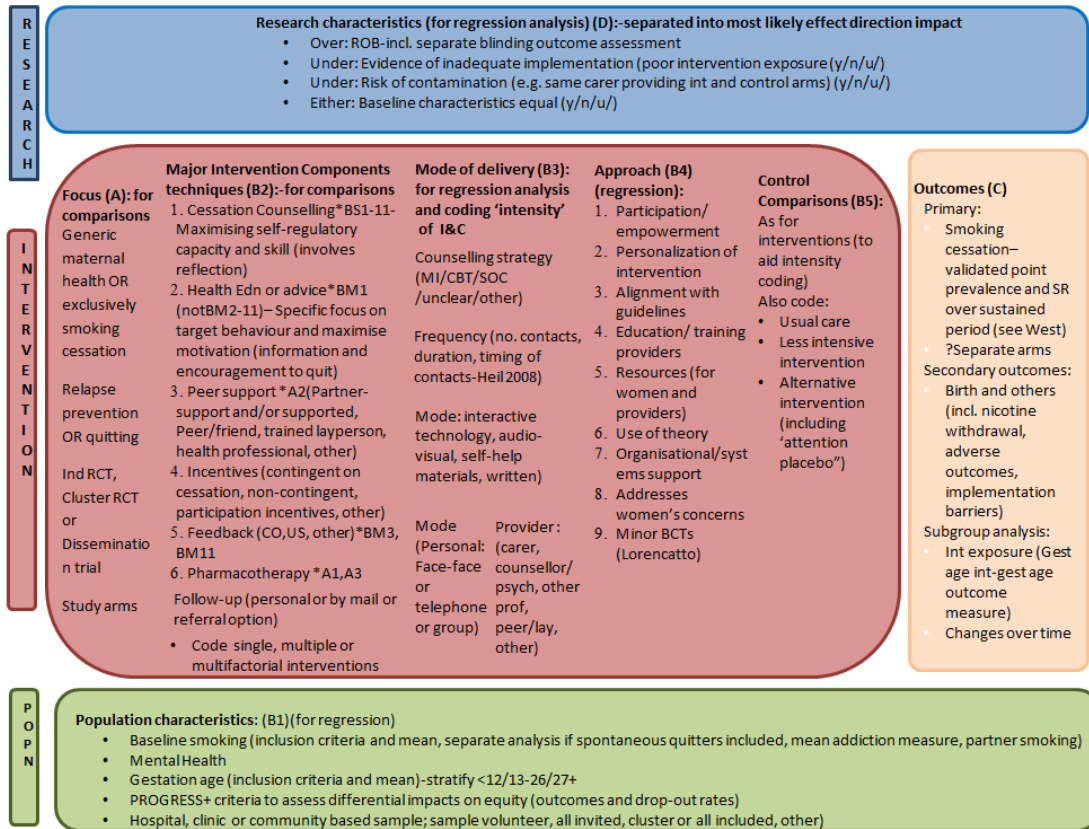 RESEARCH
Research characteristics (for regression analysis) (D):-separated into most likely effect direction impact
• Over: ROB-incl. separate blinding outcome assessment
• Under: Evidence of inadequate implementation (poor intervention exposure (y/n/u/)
• Under: Risk of contamination (e.g. same carer providing int and control arms) (y/n/u/)
• Either: Baseline characteristics equal (y/n/u/)
INTERVENTION
Focus (A): for
comparisons
Generic
maternal
health OR
exclusively
smoking
cessation
Relapse
prevention
OR quitting
Ind RCT,
Cluster RCT
or
Disseminatio
n trial
Study arms
Major Intervention Components
techniques (B2):-for comparisons
1. Cessation Counselling*BS1-11-
Maximising self-regulatory
capacity and skill (involves
reflection)
2. Health Edn or advice*BM1
(notBM2-11)– Specific focus on
target behaviour and maximise
motivation (information and
encouragement to quit)
3. Peer support *A2(Partner-
support and/or supported,
Peer/friend, trained layperson,
health professional, other)
4. Incentives (contingent on
cessation, non-contingent,
participation incentives, other)
5. Feedback (CO,US, other)*BM3,
BM11
6. Pharmacotherapy *A1,A3
Follow-up (personal or by mail or
referral option)
• Code single, multiple or
multifactorial interventions
Mode of delivery (B3):
for regression analysis
and coding ‘intensity’
of I&C
Counselling strategy
(MI/CBT/SOC
/unclear/other)
Frequency (no. contacts,
duration, timing of
contacts-Heil 2008)
Mode: interactive
technology, audio-
visual, self-help
materials, written)
Mode
(Personal:
Face-face
or
telephone
or group)
Provider :
(carer,
counsellor/
psych, other
prof,
peer/lay,
other)
Approach (B4)
(regression):
1. Participation/
empowerment
2. Personalization of
intervention
3. Alignment with
guidelines
4. Education/ training
providers
5. Resources (for
women and
providers)
6. Use of theory
7. Organisational/syst
ems support
8. Addresses
women’s concerns
9. Minor BCTs
(Lorencatto)
Control
Comparisons (B5):
As for
interventions (to
aid intensity
coding)
Also code:
• Usual care
• Less intensive
intervention
• Alternative
intervention
(including
‘attention
placebo”)
Outcomes (C)
Primary:
• Smoking
cessation–
validated point
prevalence and SR
over sustained
period (see West)
• ?Separate arms
Secondary outcomes:
• Birth and others
(incl. nicotine
withdrawal,
adverse
outcomes,
implementation
barriers)
Subgroup analysis:
• Int exposure (Gest
age int-gest age
outcome
measure)
• Changes over time
POPN
Population characteristics: (B1)(for regression)
• Baseline smoking (inclusion criteria and mean, separate analysis if spontaneous quitters included, mean addiction measure, partner smoking)
• Mental Health
• Gestation age (inclusion criteria and mean)-stratify <12/13-26/27+
• PROGRESS+ criteria to assess differential impacts on equity (outcomes and drop-out rates)
• Hospital, clinic or community based sample; sample volunteer, all invited, cluster or all included, other)